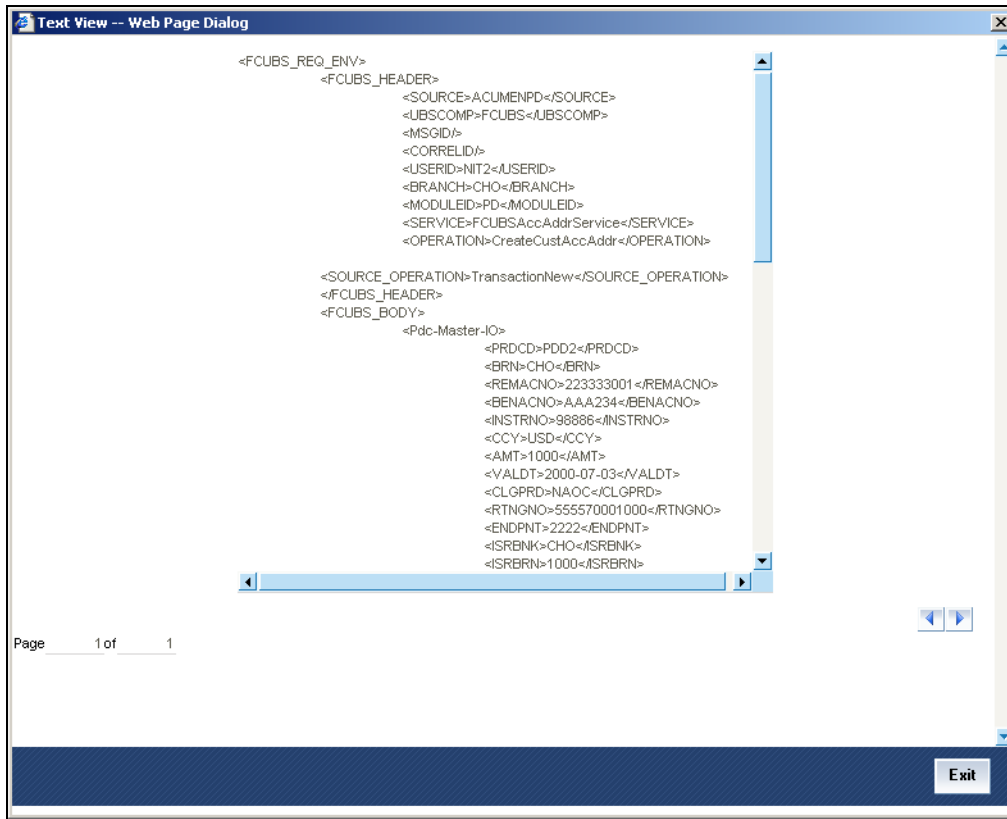 Text View -- Web Page Dialog
<FCUBS_REQ_ENV>
<FCUBS_HEADER>
<SOURCE>ACUMENPD</SOURCE>
<UBSCOMP>FCUBS</UBSCOMP>
<MSGID/>
<CORRELID/>
<USERID>NIT2</USERID>
<BRANCH>CHO</BRANCH>
<MODULEID>PD</MODULEID>
<SERVICE>FCUBSAccAddrService</SERVICE>
<OPERATION>CreateCustAccAddr</OPERATION>
<SOURCE_OPERATION>TransactionNew</SOURCE_OPERATION>
</FCUBS_HEADER>
<FCUBS_BODY>
<Pdc-Master-IO>
<PRDCD>PDD2</PRDCD>
<BRN>CHO</BRN>
<REMACNO>223333001</REMACNO>
<BENACNO>AAA234</BENACNO>
<INSTRNO>98886</INSTRNO>
<CCY>USD</CCY>
<AMT>1000</AMT>
<VALDT>2000-07-03</VALDT>
<CLGPRD>NAOC</CLGPRD>
<RTNGNO>555570001000</RTNGNO>
<ENDPNT>2222</ENDPNT>
<ISRBNK>CHO</ISRBNK>
<ISRBRN>1000</ISRBRN>
Page 1 of 1
Exit